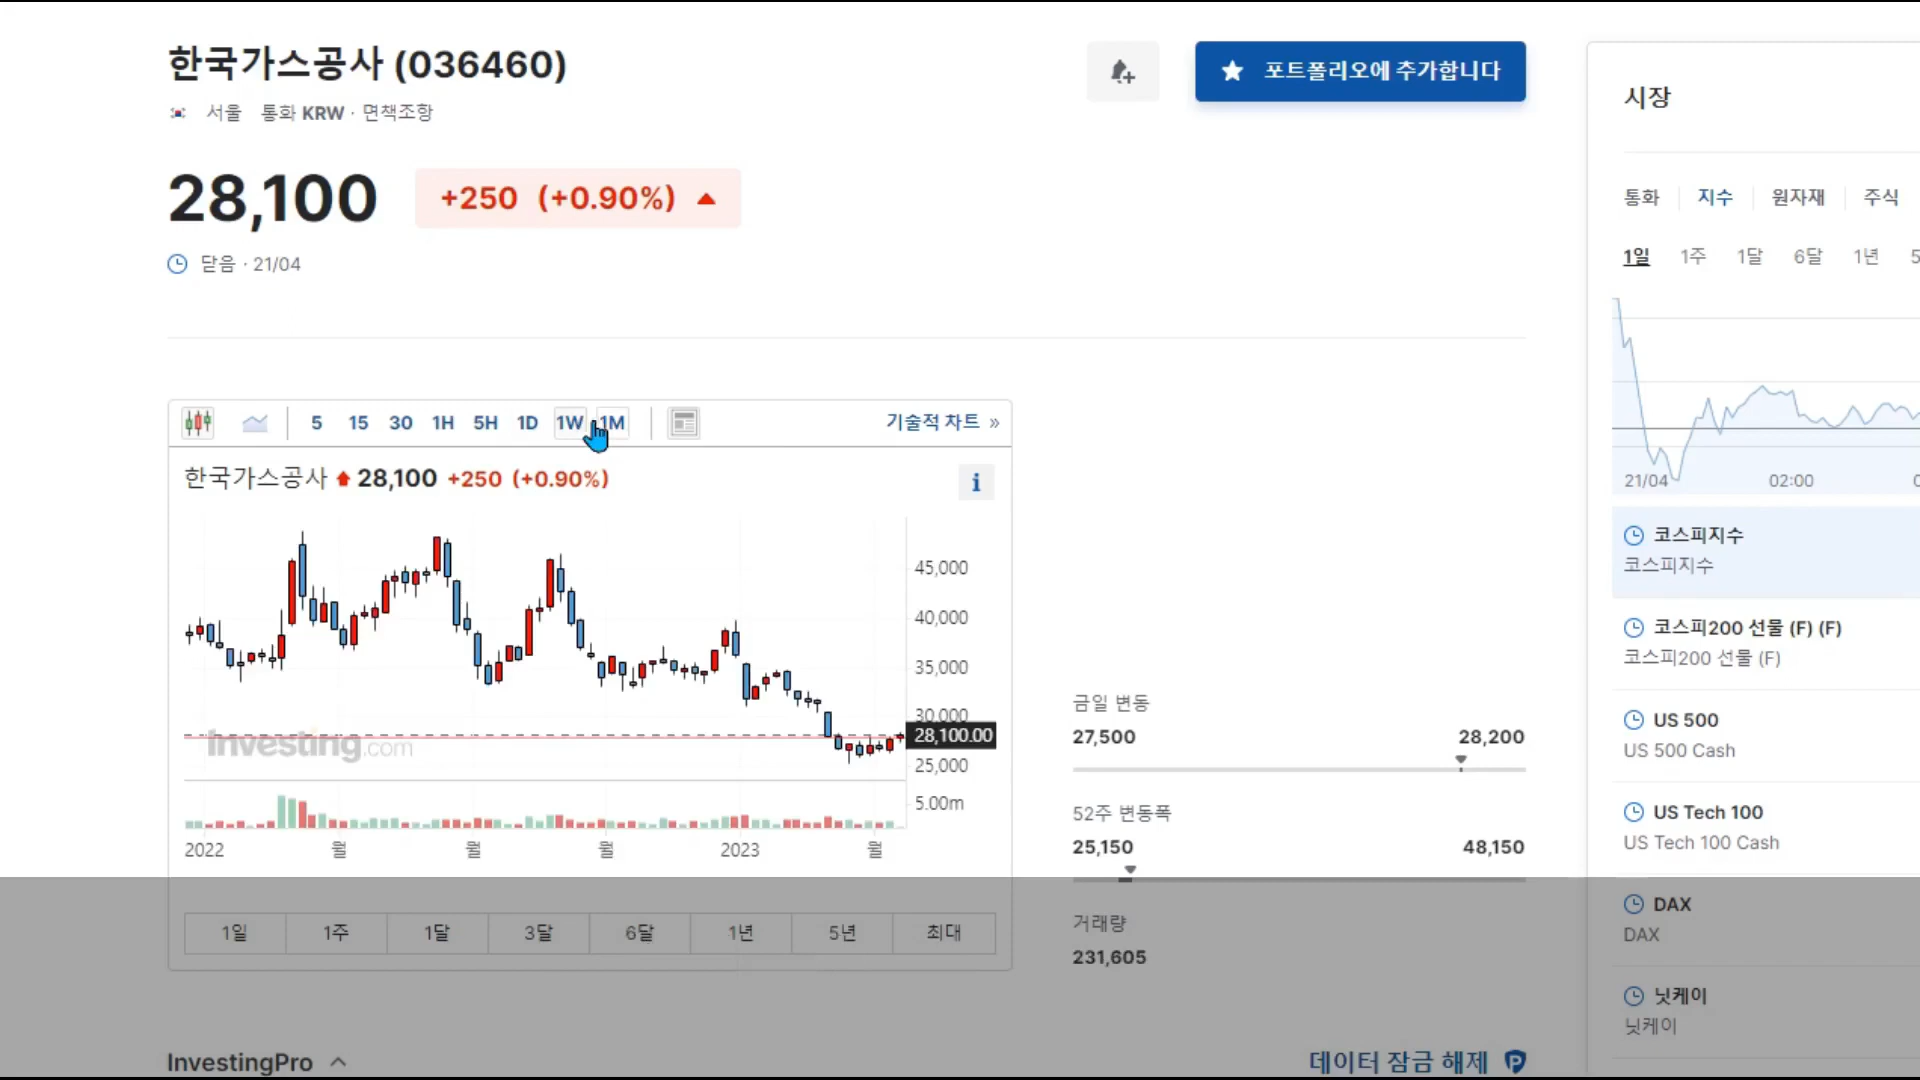 한국가스공사 (036460)
서울 통화 KRW · 면책조항
포트폴리오에 추가합니다
28,100 +250 (+0.90%)
닫음 · 21/04
5 15 30 1H 5H 1D 1W 1M
기술적 차트 »
한국가스공사 28,100 +250 (+0.90%)
i
45,000
40,000
35,000
30,000
28,100.00
25,000
5.00m
Investing.com
2022 월 월 월 2023 월
1일 1주 1달 3달 6달 1년 5년 최대
금일 변동
27,500 28,200
52주 변동폭
25,150 48,150
거래량
231,605
InvestingPro
데이터 잠금 해제
시장
통화 지수 원자재 주식
1일 1주 1달 6달 1년 5
21/04 02:00
코스피지수
코스피지수
코스피200 선물 (F) (F)
코스피200 선물 (F)
US 500
US 500 Cash
US Tech 100
US Tech 100 Cash
DAX
DAX
닛케이
닛케이